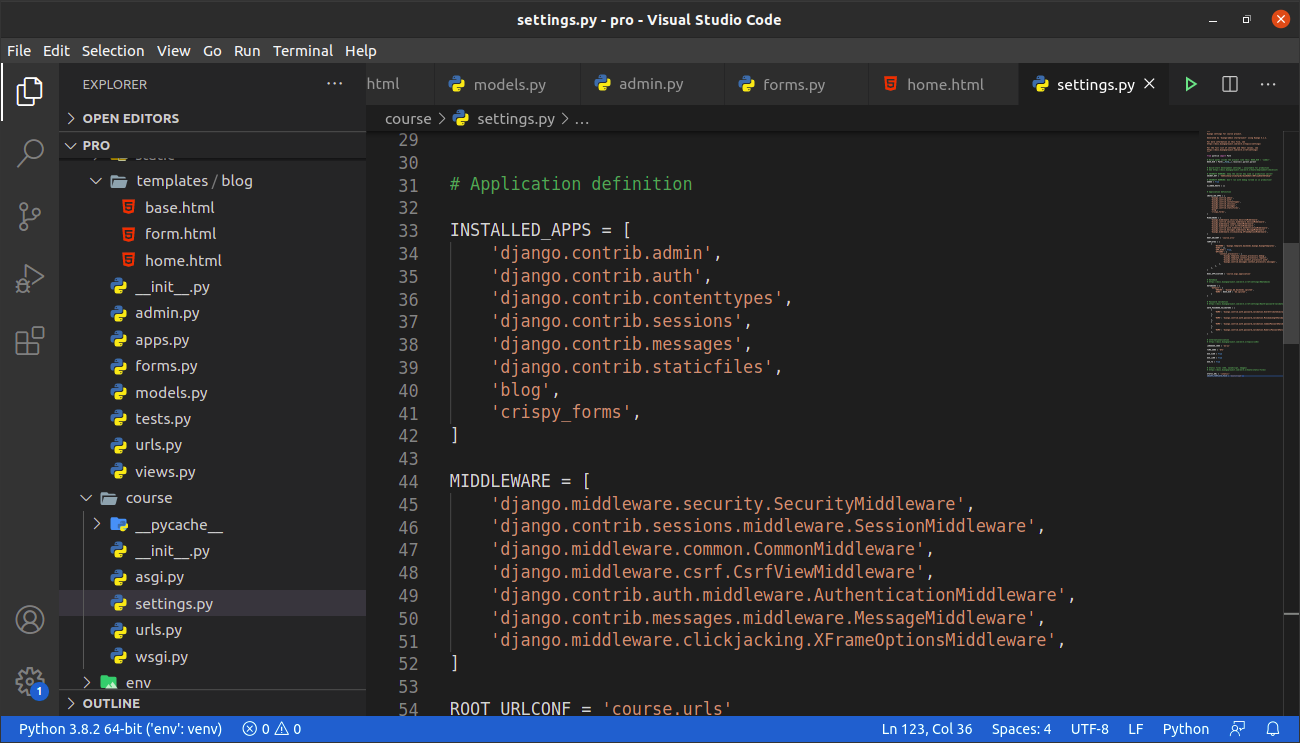 settings.py - pro - Visual Studio Code
File Edit Selection View Go Run Terminal Help
EXPLORER
html models.py admin.py forms.py home.html settings.py
OPEN EDITORS
course > settings.py > ...
PRO
static
templates / blog
base.html
form.html
home.html
__init__.py
admin.py
apps.py
forms.py
models.py
tests.py
urls.py
views.py
course
__pycache__
__init__.py
asgi.py
settings.py
urls.py
wsgi.py
env
OUTLINE
29
30
31 # Application definition
32
33 INSTALLED_APPS = [
34     'django.contrib.admin',
35     'django.contrib.auth',
36     'django.contrib.contenttypes',
37     'django.contrib.sessions',
38     'django.contrib.messages',
39     'django.contrib.staticfiles',
40     'blog',
41     'crispy_forms',
42 ]
43
44 MIDDLEWARE = [
45     'django.middleware.security.SecurityMiddleware',
46     'django.contrib.sessions.middleware.SessionMiddleware',
47     'django.middleware.common.CommonMiddleware',
48     'django.middleware.csrf.CsrfViewMiddleware',
49     'django.contrib.auth.middleware.AuthenticationMiddleware',
50     'django.contrib.messages.middleware.MessageMiddleware',
51     'django.middleware.clickjacking.XFrameOptionsMiddleware',
52 ]
53
54 ROOT_URLCONF = 'course.urls'
1
Python 3.8.2 64-bit ('env': venv) 0 0 Ln 123, Col 36 Spaces: 4 UTF-8 LF Python